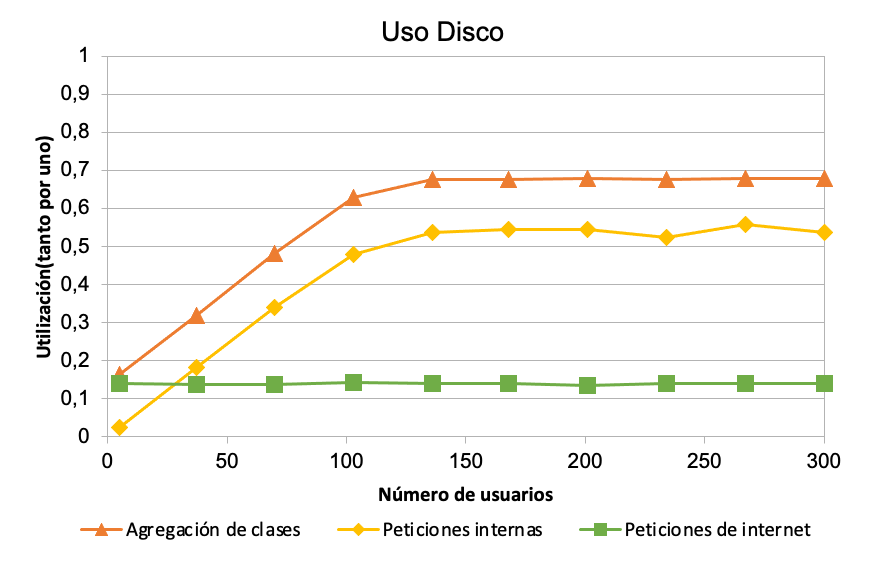 Uso Disco
1
0,9
0,8
0,7
0,6
0,5
0,4
0,3
0,2
0,1
0
Utilización(tanto por uno)
0 50 100 150 200 250 300
Número de usuarios
Agregación de clases Peticiones internas Peticiones de internet